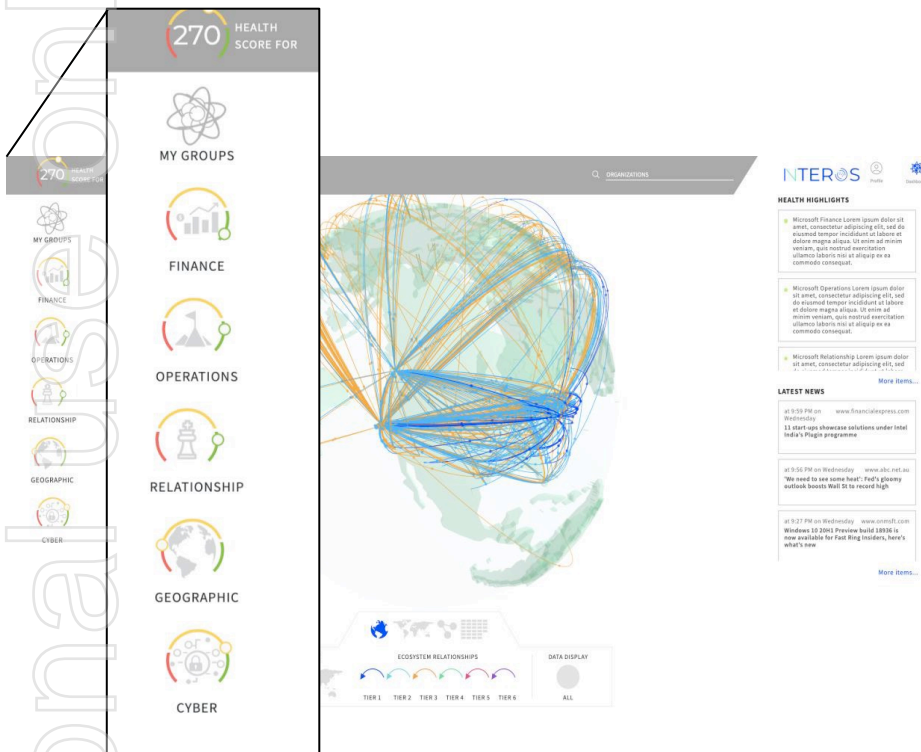 270
HEALTH
SCORE FOR
MY GROUPS
FINANCE
OPERATIONS
RELATIONSHIP
GEOGRAPHIC
CYBER
270
HEALTH
SCORE FOR
MY GROUPS
FINANCE
OPERATIONS
RELATIONSHIP
GEOGRAPHIC
CYBER
ORGANIZATIONS
INTEROS
Profile
HEALTH HIGHLIGHTS
Microsoft Finance Lorem ipsum dolor sit
amet, consectetur adipiscing elit, sed do
eiusmod tempor incididunt ut labore et
dolore magna aliqua. Ut enim ad minim
veniam, quis nostrud exercitation
ullamco laboris nisi ut aliquip ex ea
commodo consequat.
Microsoft Operations Lorem ipsum dolor
sit amet, consectetur adipiscing elit, sed
do eiusmod tempor incididunt ut labore
et dolore magna aliqua. Ut enim ad
minim veniam, quis nostrud exercitation
ullamco laboris nisi ut aliquip ex ea
commodo consequat.
Microsoft Relationship Lorem ipsum dolor
sit amet, consectetur adipiscing elit, sed
More items...
LATEST NEWS
at 9:59 PM on www.financialexpress.com
Wednesday
11 start-ups showcase solutions under Intel
India's Plugin programme
at 9:56 PM on Wednesday www.abc.net.au
'We need to see some heat': Fed's gloomy
outlook boosts Wall St to record high
at 9:27 PM on Wednesday www.onmsft.com
Windows 10 20H1 Preview build 18936 is
now available for Fast Ring Insiders, here's
what's new
More items...
ECOSYSTEM RELATIONSHIPS
DATA DISPLAY
TIER 1 TIER 2 TIER 3 TIER 4 TIER 5 TIER 6
ALL
onal use on